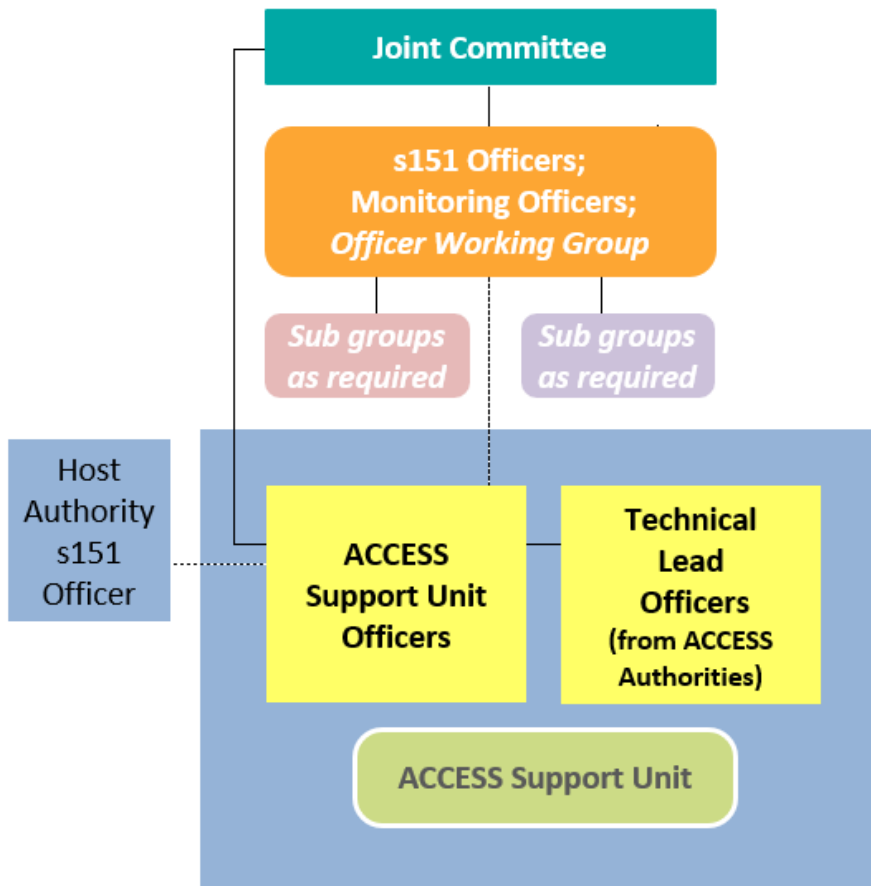 Joint Committee
s151 Officers;
Monitoring Officers;
Officer Working Group
Sub groups
as required
Sub groups
as required
Host
Authority
s151
Officer
ACCESS
Support Unit
Officers
Technical
Lead
Officers
(from ACCESS
Authorities)
ACCESS Support Unit